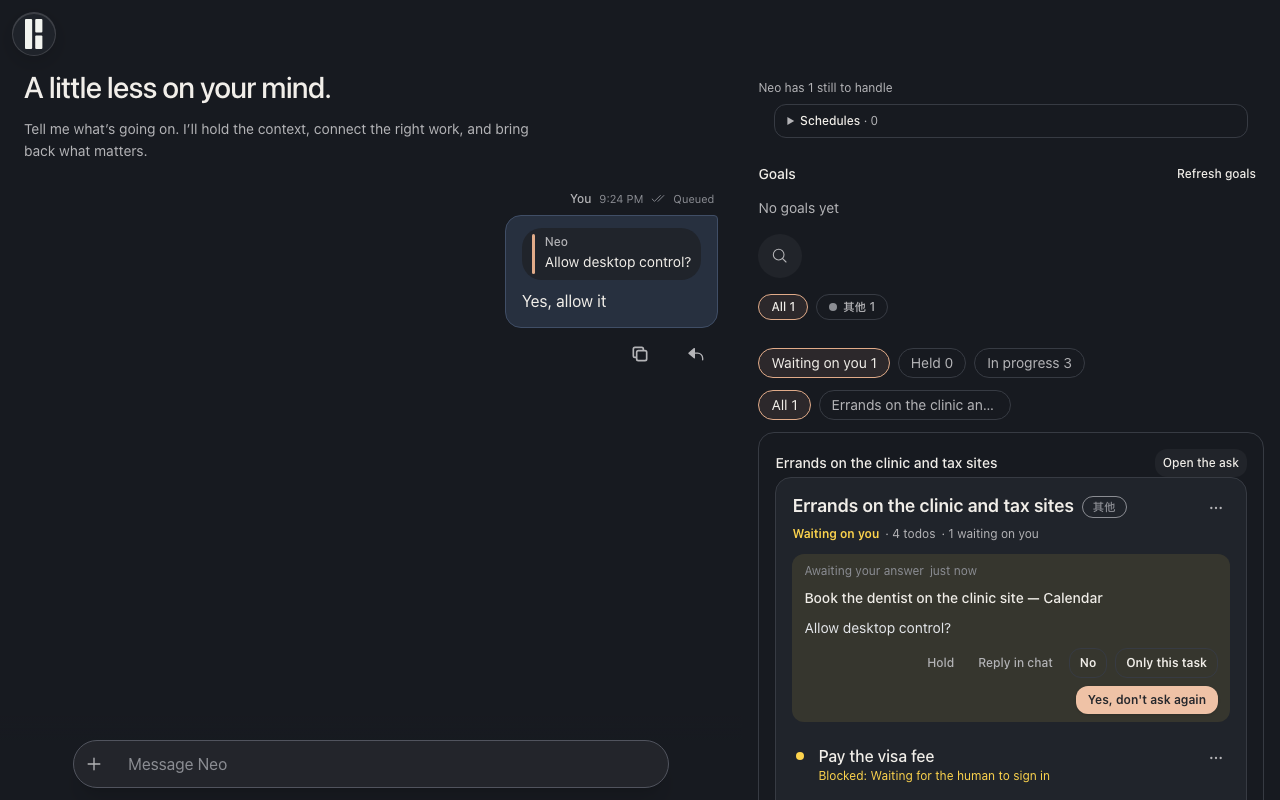 A little less on your mind.
Tell me what’s going on. I’ll hold the context, connect the right work, and bring
back what matters.
You 9:24 PM Queued
Neo
Allow desktop control?
Yes, allow it
Message Neo
Neo has 1 still to handle
Schedules · 0
Goals
Refresh goals
No goals yet
All 1
其他 1
Waiting on you 1
Held 0
In progress 3
All 1
Errands on the clinic an...
Errands on the clinic and tax sites
Open the ask
Errands on the clinic and tax sites
其他
Waiting on you · 4 todos · 1 waiting on you
Awaiting your answer just now
Book the dentist on the clinic site — Calendar
Allow desktop control?
Hold
Reply in chat
No
Only this task
Yes, don't ask again
Pay the visa fee
Blocked: Waiting for the human to sign in